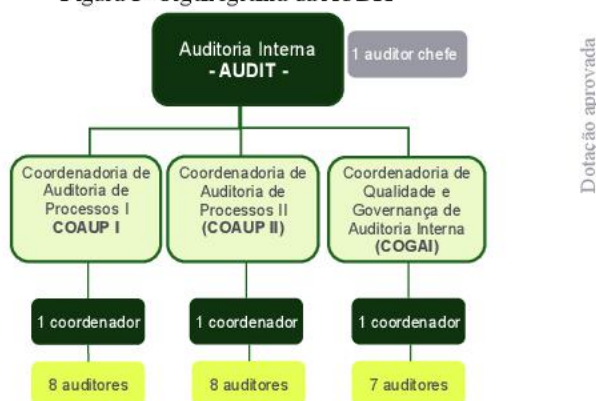 Auditoria Interna
- AUDIT -
1 auditor chefe
Dotação aprovada
Coordenadoria de
Auditoria de
Processos I
COAUP I
Coordenadoria de
Auditoria de
Processos II
(COAUP II)
Coordenadoria de
Qualidade e
Governança de
Auditoria Interna
(COGAI)
1 coordenador
1 coordenador
1 coordenador
8 auditores
8 auditores
7 auditores